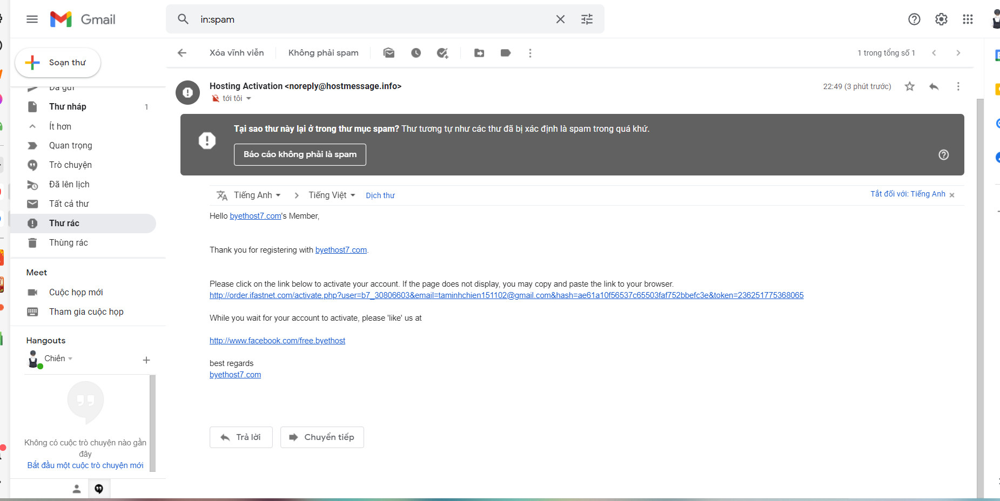 Gmail
in:spam
Soạn thư
Xóa vĩnh viễn
Không phải spam
1 trong tổng số 1
Đã gửi
Thư nháp
1
Ít hơn
Quan trọng
Trò chuyện
Đã lên lịch
Tất cả thư
Thư rác
Thùng rác
Meet
Cuộc họp mới
Tham gia cuộc họp
Hangouts
Chiến
Không có cuộc trò chuyện nào gần
đây
Bắt đầu một cuộc trò chuyện mới
Hosting Activation <noreply@hostmessage.info>
22:49 (3 phút trước)
tới tôi
Tại sao thư này lại ở trong thư mục spam? Thư tương tự như các thư đã bị xác định là spam trong quá khứ.
Báo cáo không phải là spam
Tiếng Anh
Tiếng Việt
Dịch thư
Tắt đối với: Tiếng Anh
Hello byethost7.com's Member,
Thank you for registering with byethost7.com.
Please click on the link below to activate your account. If the page does not display, you may copy and paste the link to your browser.
http://order.ifastnet.com/activate.php?user=b7_30806603&email=taminhchien151102@gmail.com&hash=ae61a10f56537c65503faf752bbefc3e&token=236251775368065
While you wait for your account to activate, please 'like' us at
http://www.facebook.com/free.byethost
best regards
byethost7.com
Trả lời
Chuyển tiếp